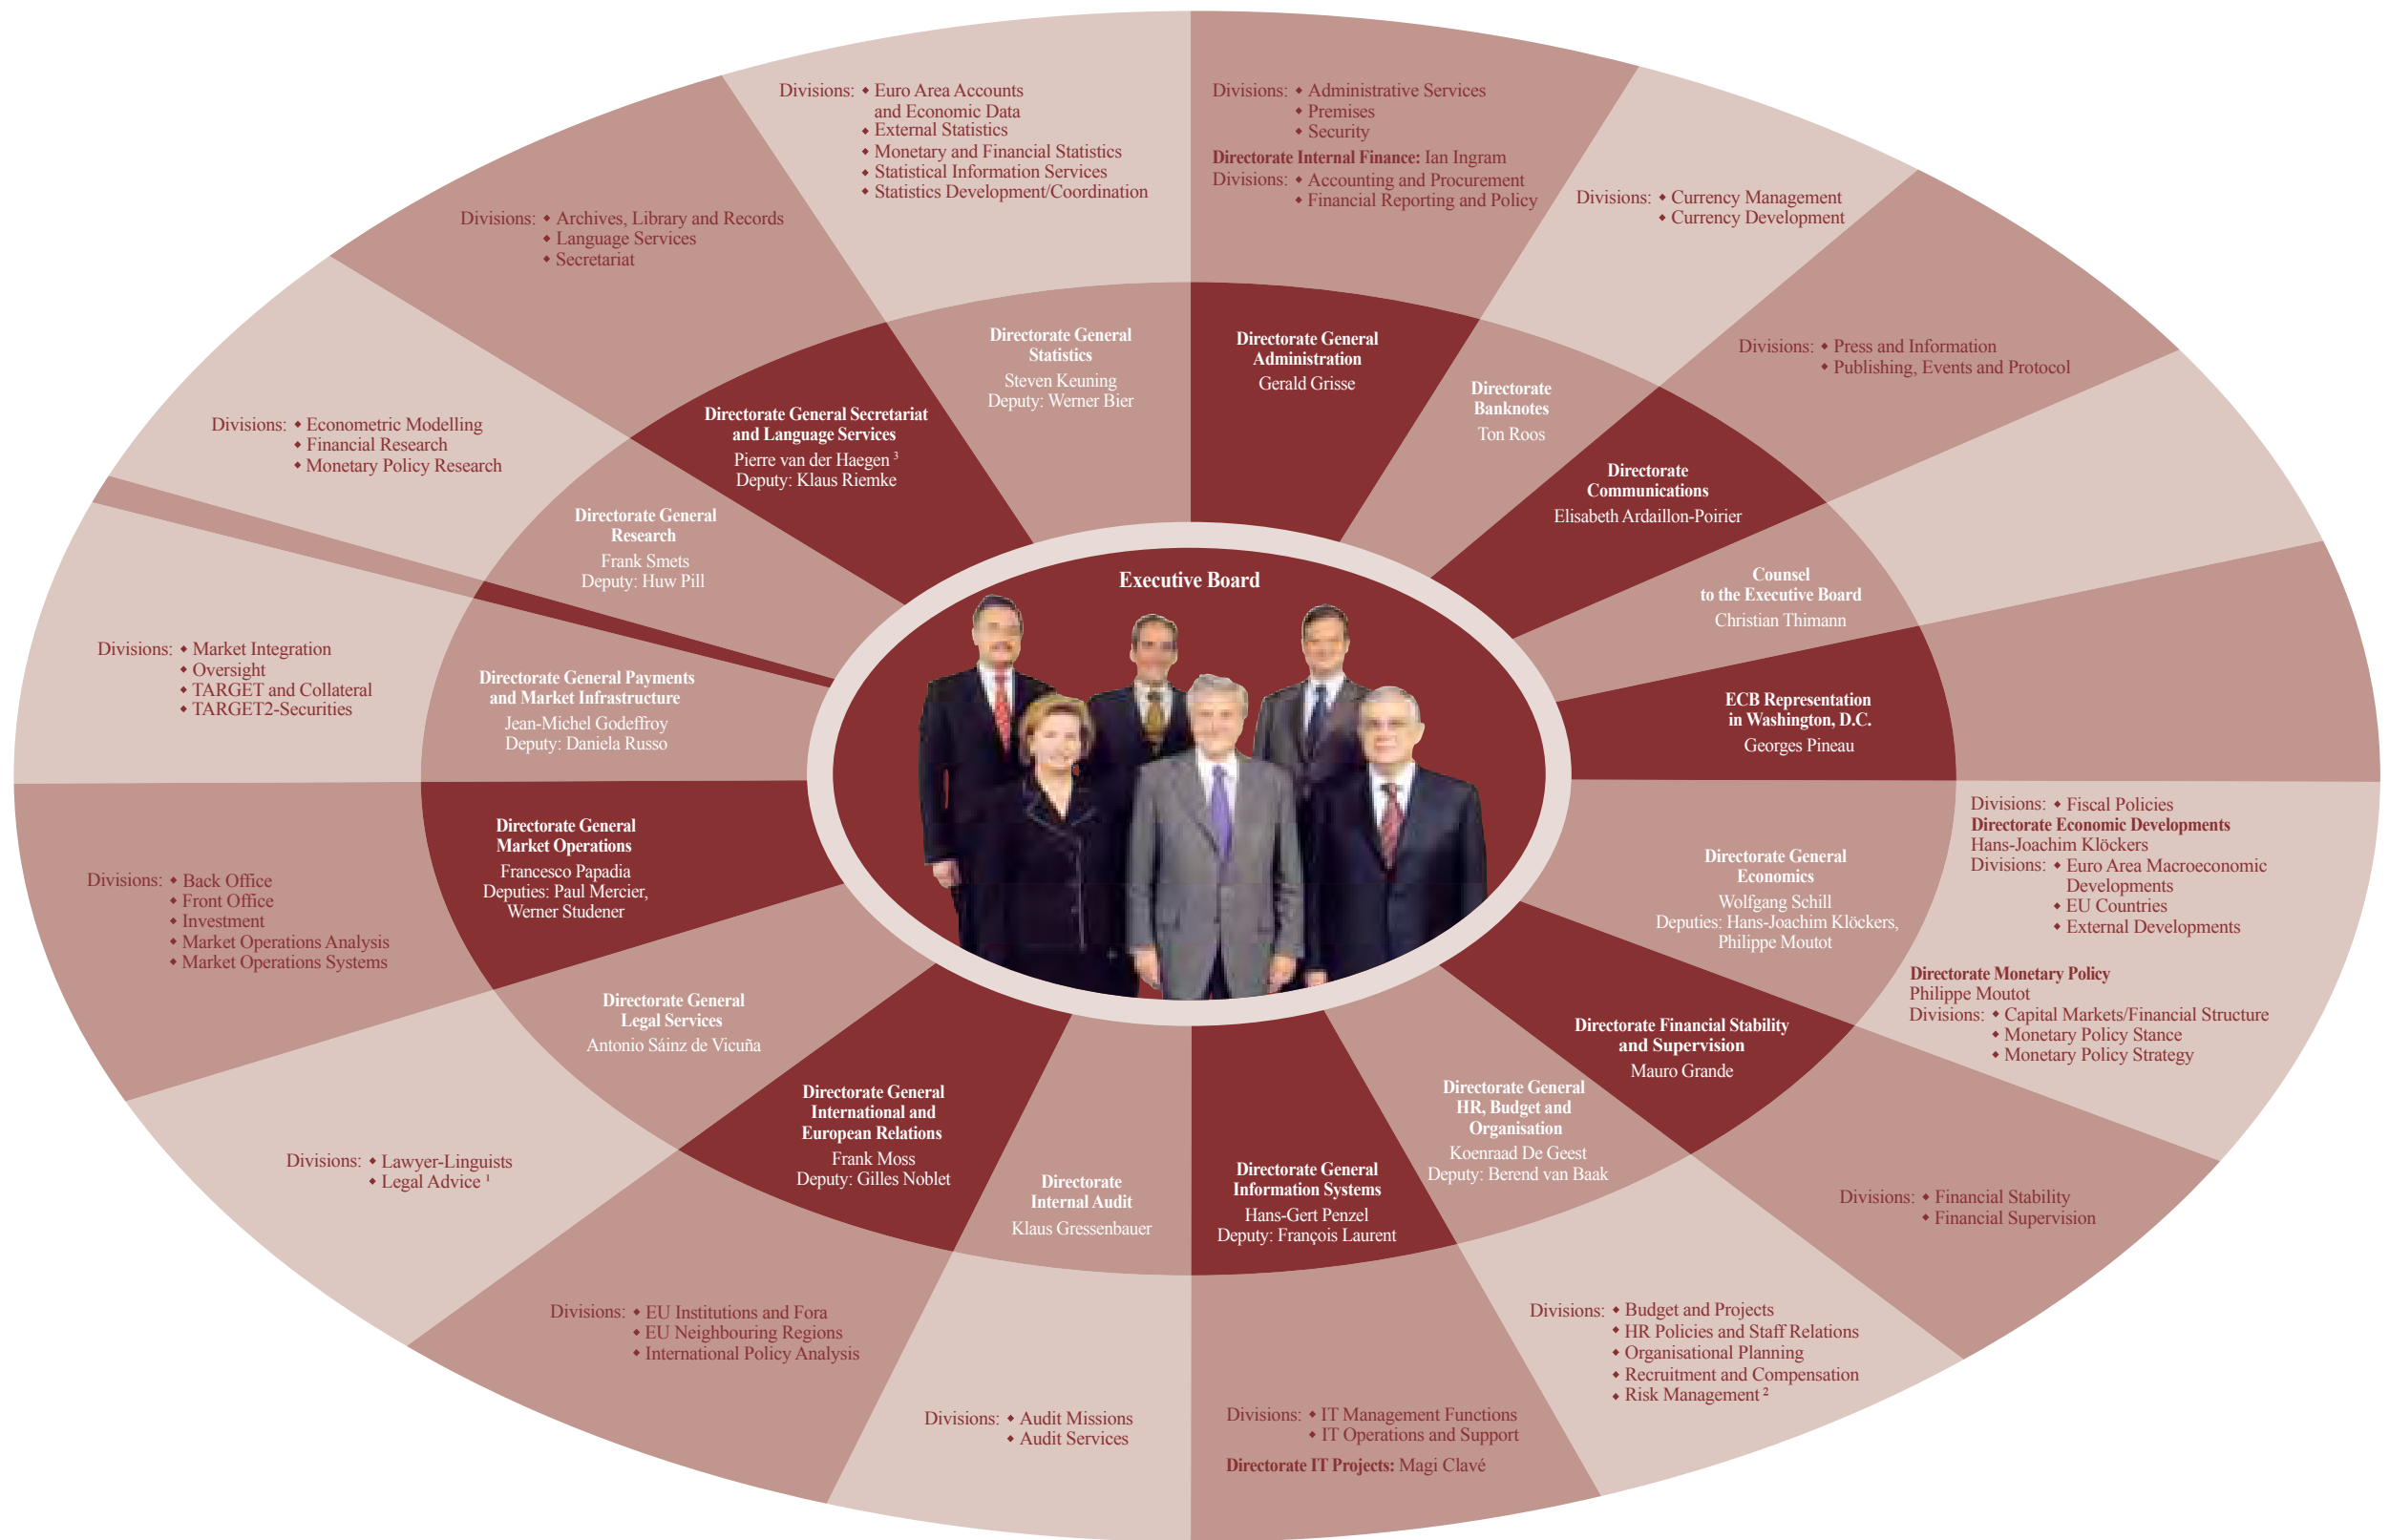 Divisions: ◆ Euro Area Accounts
and Economic Data
◆ External Statistics
◆ Monetary and Financial Statistics
◆ Statistical Information Services
◆ Statistics Development/Coordination
Divisions: ◆ Administrative Services
◆ Premises
◆ Security
Directorate Internal Finance: Ian Ingram
Divisions: ◆ Accounting and Procurement
◆ Financial Reporting and Policy
Divisions: ◆ Currency Management
◆ Currency Development
Divisions: ◆ Archives, Library and Records
◆ Language Services
◆ Secretariat
Directorate General
Statistics
Steven Keuning
Deputy: Werner Bier
Directorate General
Administration
Gerald Grisse
Directorate
Banknotes
Ton Roos
Divisions: ◆ Press and Information
◆ Publishing, Events and Protocol
Divisions: ◆ Econometric Modelling
◆ Financial Research
◆ Monetary Policy Research
Directorate General Secretariat
and Language Services
Pierre van der Haegen ³
Deputy: Klaus Riemke
Directorate
Communications
Elisabeth Ardaillon-Poirier
Directorate General
Research
Frank Smets
Deputy: Huw Pill
Executive Board
Counsel
to the Executive Board
Christian Thimann
Divisions: ◆ Market Integration
◆ Oversight
◆ TARGET and Collateral
◆ TARGET2-Securities
Directorate General Payments
and Market Infrastructure
Jean-Michel Godeffroy
Deputy: Daniela Russo
ECB Representation
in Washington, D.C.
Georges Pineau
Divisions: ◆ Back Office
◆ Front Office
◆ Investment
◆ Market Operations Analysis
◆ Market Operations Systems
Directorate General
Market Operations
Francesco Papadia
Deputies: Paul Mercier,
Werner Studener
Directorate General
Economics
Wolfgang Schill
Deputies: Hans-Joachim Klöckers,
Philippe Moutot
Divisions: ◆ Fiscal Policies
Directorate Economic Developments
Hans-Joachim Klöckers
Divisions: ◆ Euro Area Macroeconomic
Developments
◆ EU Countries
◆ External Developments
Directorate Monetary Policy
Philippe Moutot
Divisions: ◆ Capital Markets/Financial Structure
◆ Monetary Policy Stance
◆ Monetary Policy Strategy
Directorate General
Legal Services
Antonio Sáinz de Vicuña
Directorate Financial Stability
and Supervision
Mauro Grande
Divisions: ◆ Lawyer-Linguists
◆ Legal Advice ¹
Directorate General
International and
European Relations
Frank Moss
Deputy: Gilles Noblet
Directorate
Internal Audit
Klaus Gressenbauer
Directorate General
Information Systems
Hans-Gert Penzel
Deputy: François Laurent
Directorate General
HR, Budget and
Organisation
Koenraad De Geest
Deputy: Berend van Baak
Divisions: ◆ Financial Stability
◆ Financial Supervision
Divisions: ◆ EU Institutions and Fora
◆ EU Neighbouring Regions
◆ International Policy Analysis
Divisions: ◆ Audit Missions
◆ Audit Services
Divisions: ◆ IT Management Functions
◆ IT Operations and Support
Directorate IT Projects: Magi Clavé
Divisions: ◆ Budget and Projects
◆ HR Policies and Staff Relations
◆ Organisational Planning
◆ Recruitment and Compensation
◆ Risk Management ²